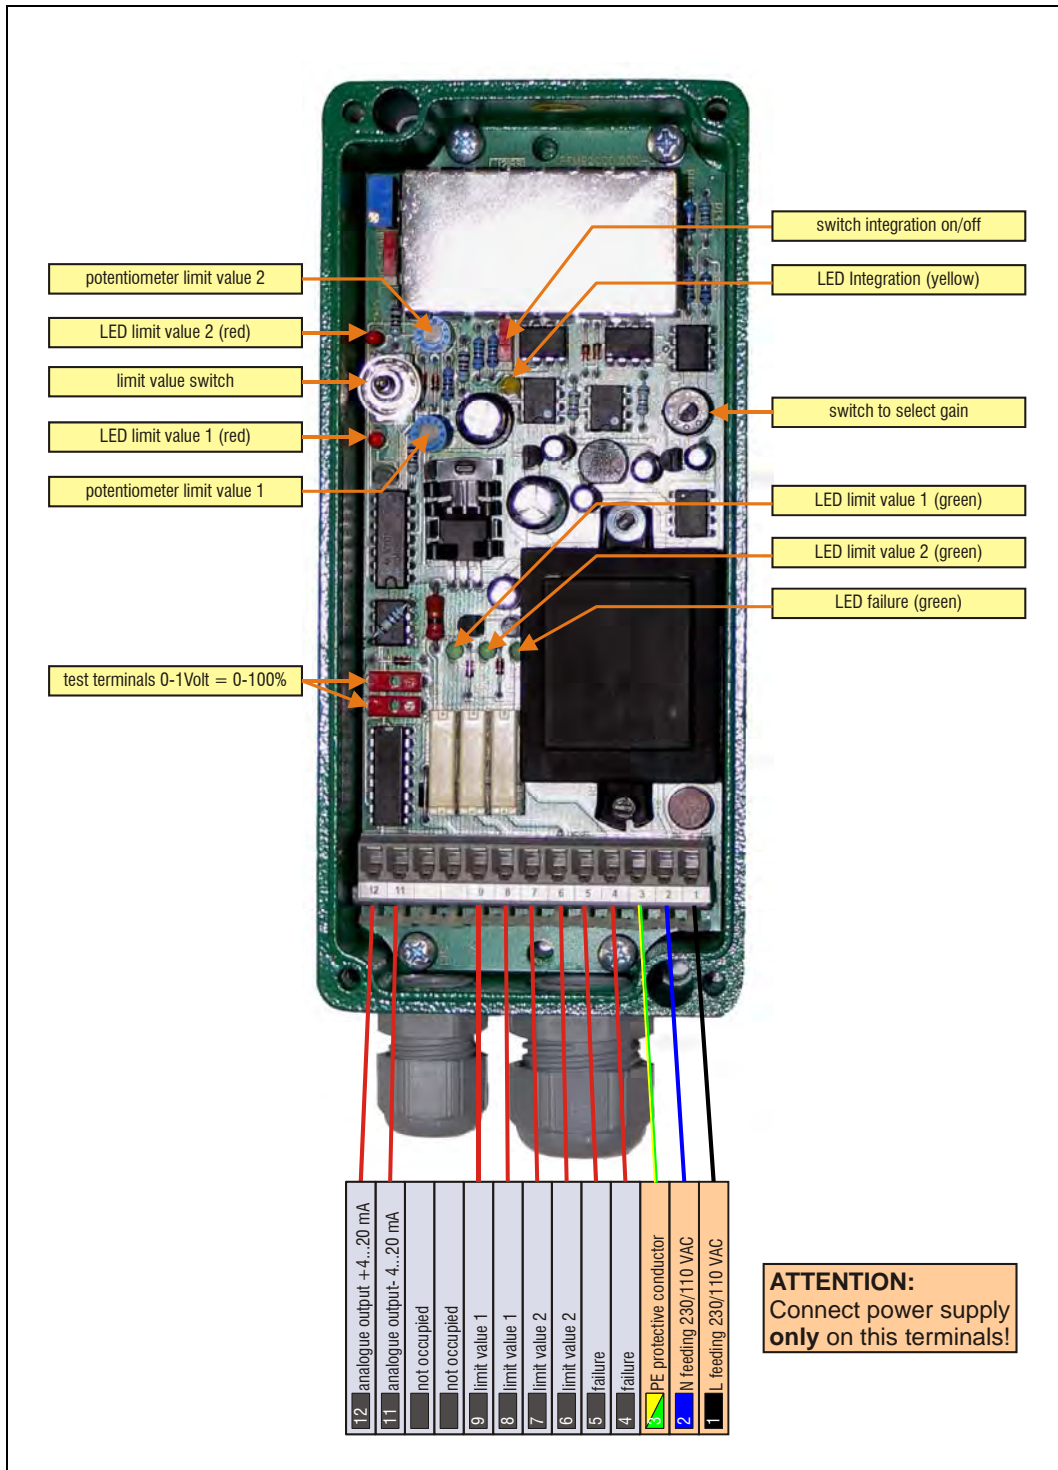 switch integration on/off
LED Integration (yellow)
potentiometer limit value 2
LED limit value 2 (red)
limit value switch
LED limit value 1 (red)
potentiometer limit value 1
switch to select gain
LED limit value 1 (green)
LED limit value 2 (green)
LED failure (green)
test terminals 0-1Volt = 0-100%
12 11 9 8 7 6 5 4 3 2 1
12 analogue output +4...20 mA
11 analogue output- 4...20 mA
not occupied
not occupied
9 limit value 1
8 limit value 1
7 limit value 2
6 limit value 2
5 failure
4 failure
3 PE protective conductor
2 N feeding 230/110 VAC
1 L feeding 230/110 VAC
ATTENTION:
Connect power supply
only on this terminals!